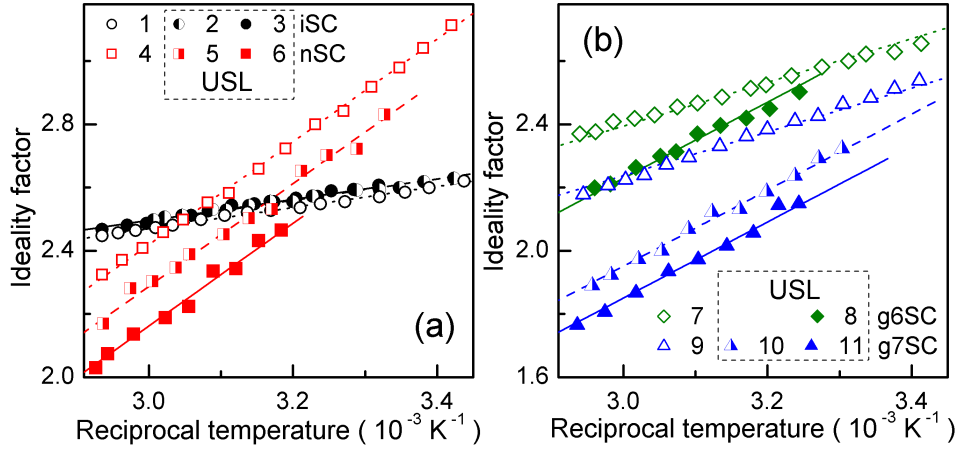 1 2 3 iSC
4 5 6 nSC
USL
2.8
2.4
2.0
Ideality factor
(a)
3.0 3.2 3.4
Reciprocal temperature ( 10⁻³ K⁻¹)
(b)
2.4
2.0
1.6
Ideality factor
USL
7 8 g6SC
9 10 11 g7SC
3.0 3.2 3.4
Reciprocal temperature ( 10⁻³ K⁻¹)